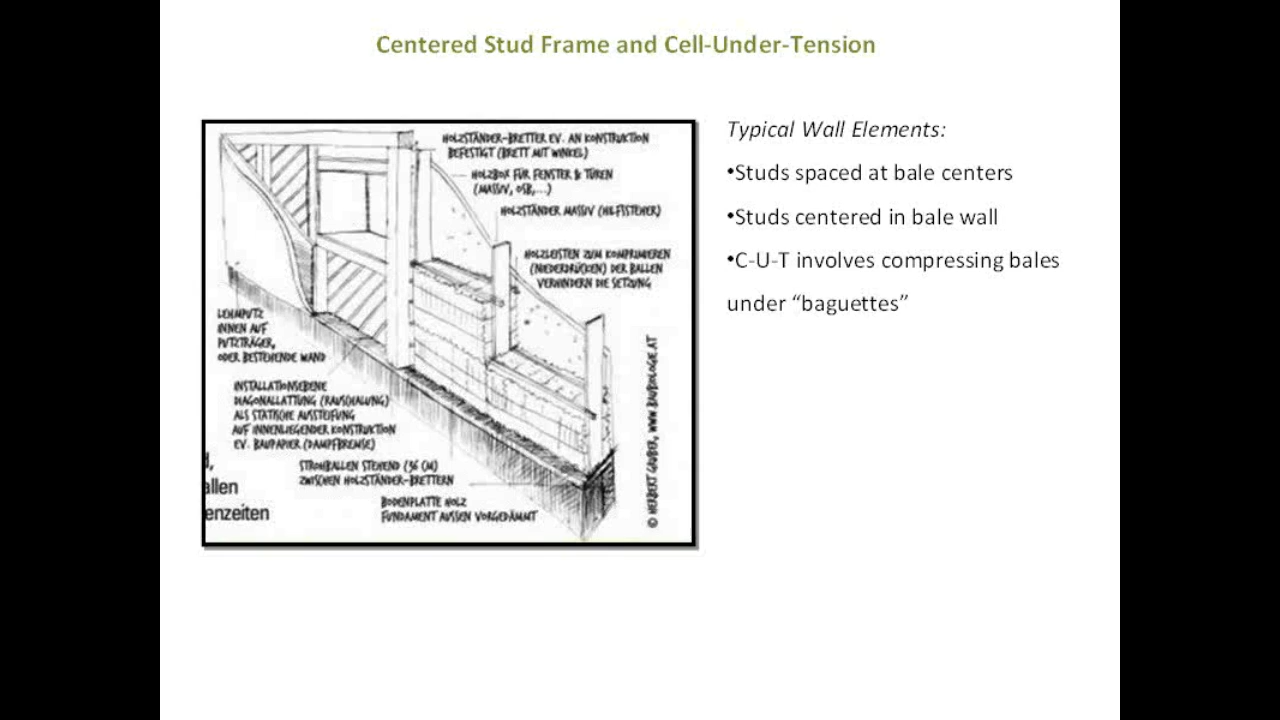 Centered Stud Frame and Cell-Under-Tension
HOLZSTÄNDER-BRETTER EV. AN KONSTRUKTION
BEFESTIGT (BRETT MIT WINKEL)
HOLZBOX FÜR FENSTER & TÜREN
(MASSIV, OSB,...)
HOLZSTÄNDER MASSIV (HILFSSTEHER)
HOLZLEISTEN ZUM KOMPRIMIEREN
(NIEDERDRÜCKEN) DER BALLEN
VERHINDERN DIE SETZUNG
LEHMPUTZ
INNEN AUF
PUTZTRÄGER,
ODER BESTEHENDE WAND
INSTALLATIONSEBENE
DIAGONALLATTUNG (RAUSCHALUNG)
ALS STATISCHE AUSSTEIFUNG
AUF INNENLIEGENDER KONSTRUKTION
EV. BAUPAPIER (DAMPFBREMSE)
STROHBALLEN STEHEND (36 CM)
ZWISCHEN HOLZSTÄNDER-BRETTERN
BODENPLATTE HOLZ
FUNDAMENT AUSSEN VORGEDÄMMT
allen
enzeiten
© HERBERT GRUBER, WWW.BAUBIOLOGIE.AT
Typical Wall Elements:
•Studs spaced at bale centers
•Studs centered in bale wall
•C-U-T involves compressing bales
under “baguettes”